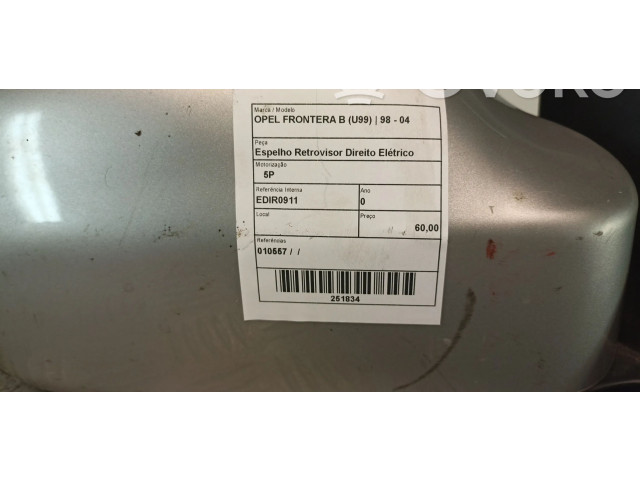 Marca / Modelo
OPEL FRONTERA B (U99) | 98 - 04
Peça
Espelho Retrovisor Direito Elétrico
Motorização
5P
Referência Interna Ano
EDIR0911 0
Local Preço
60,00
Referências
010557 / /
251834